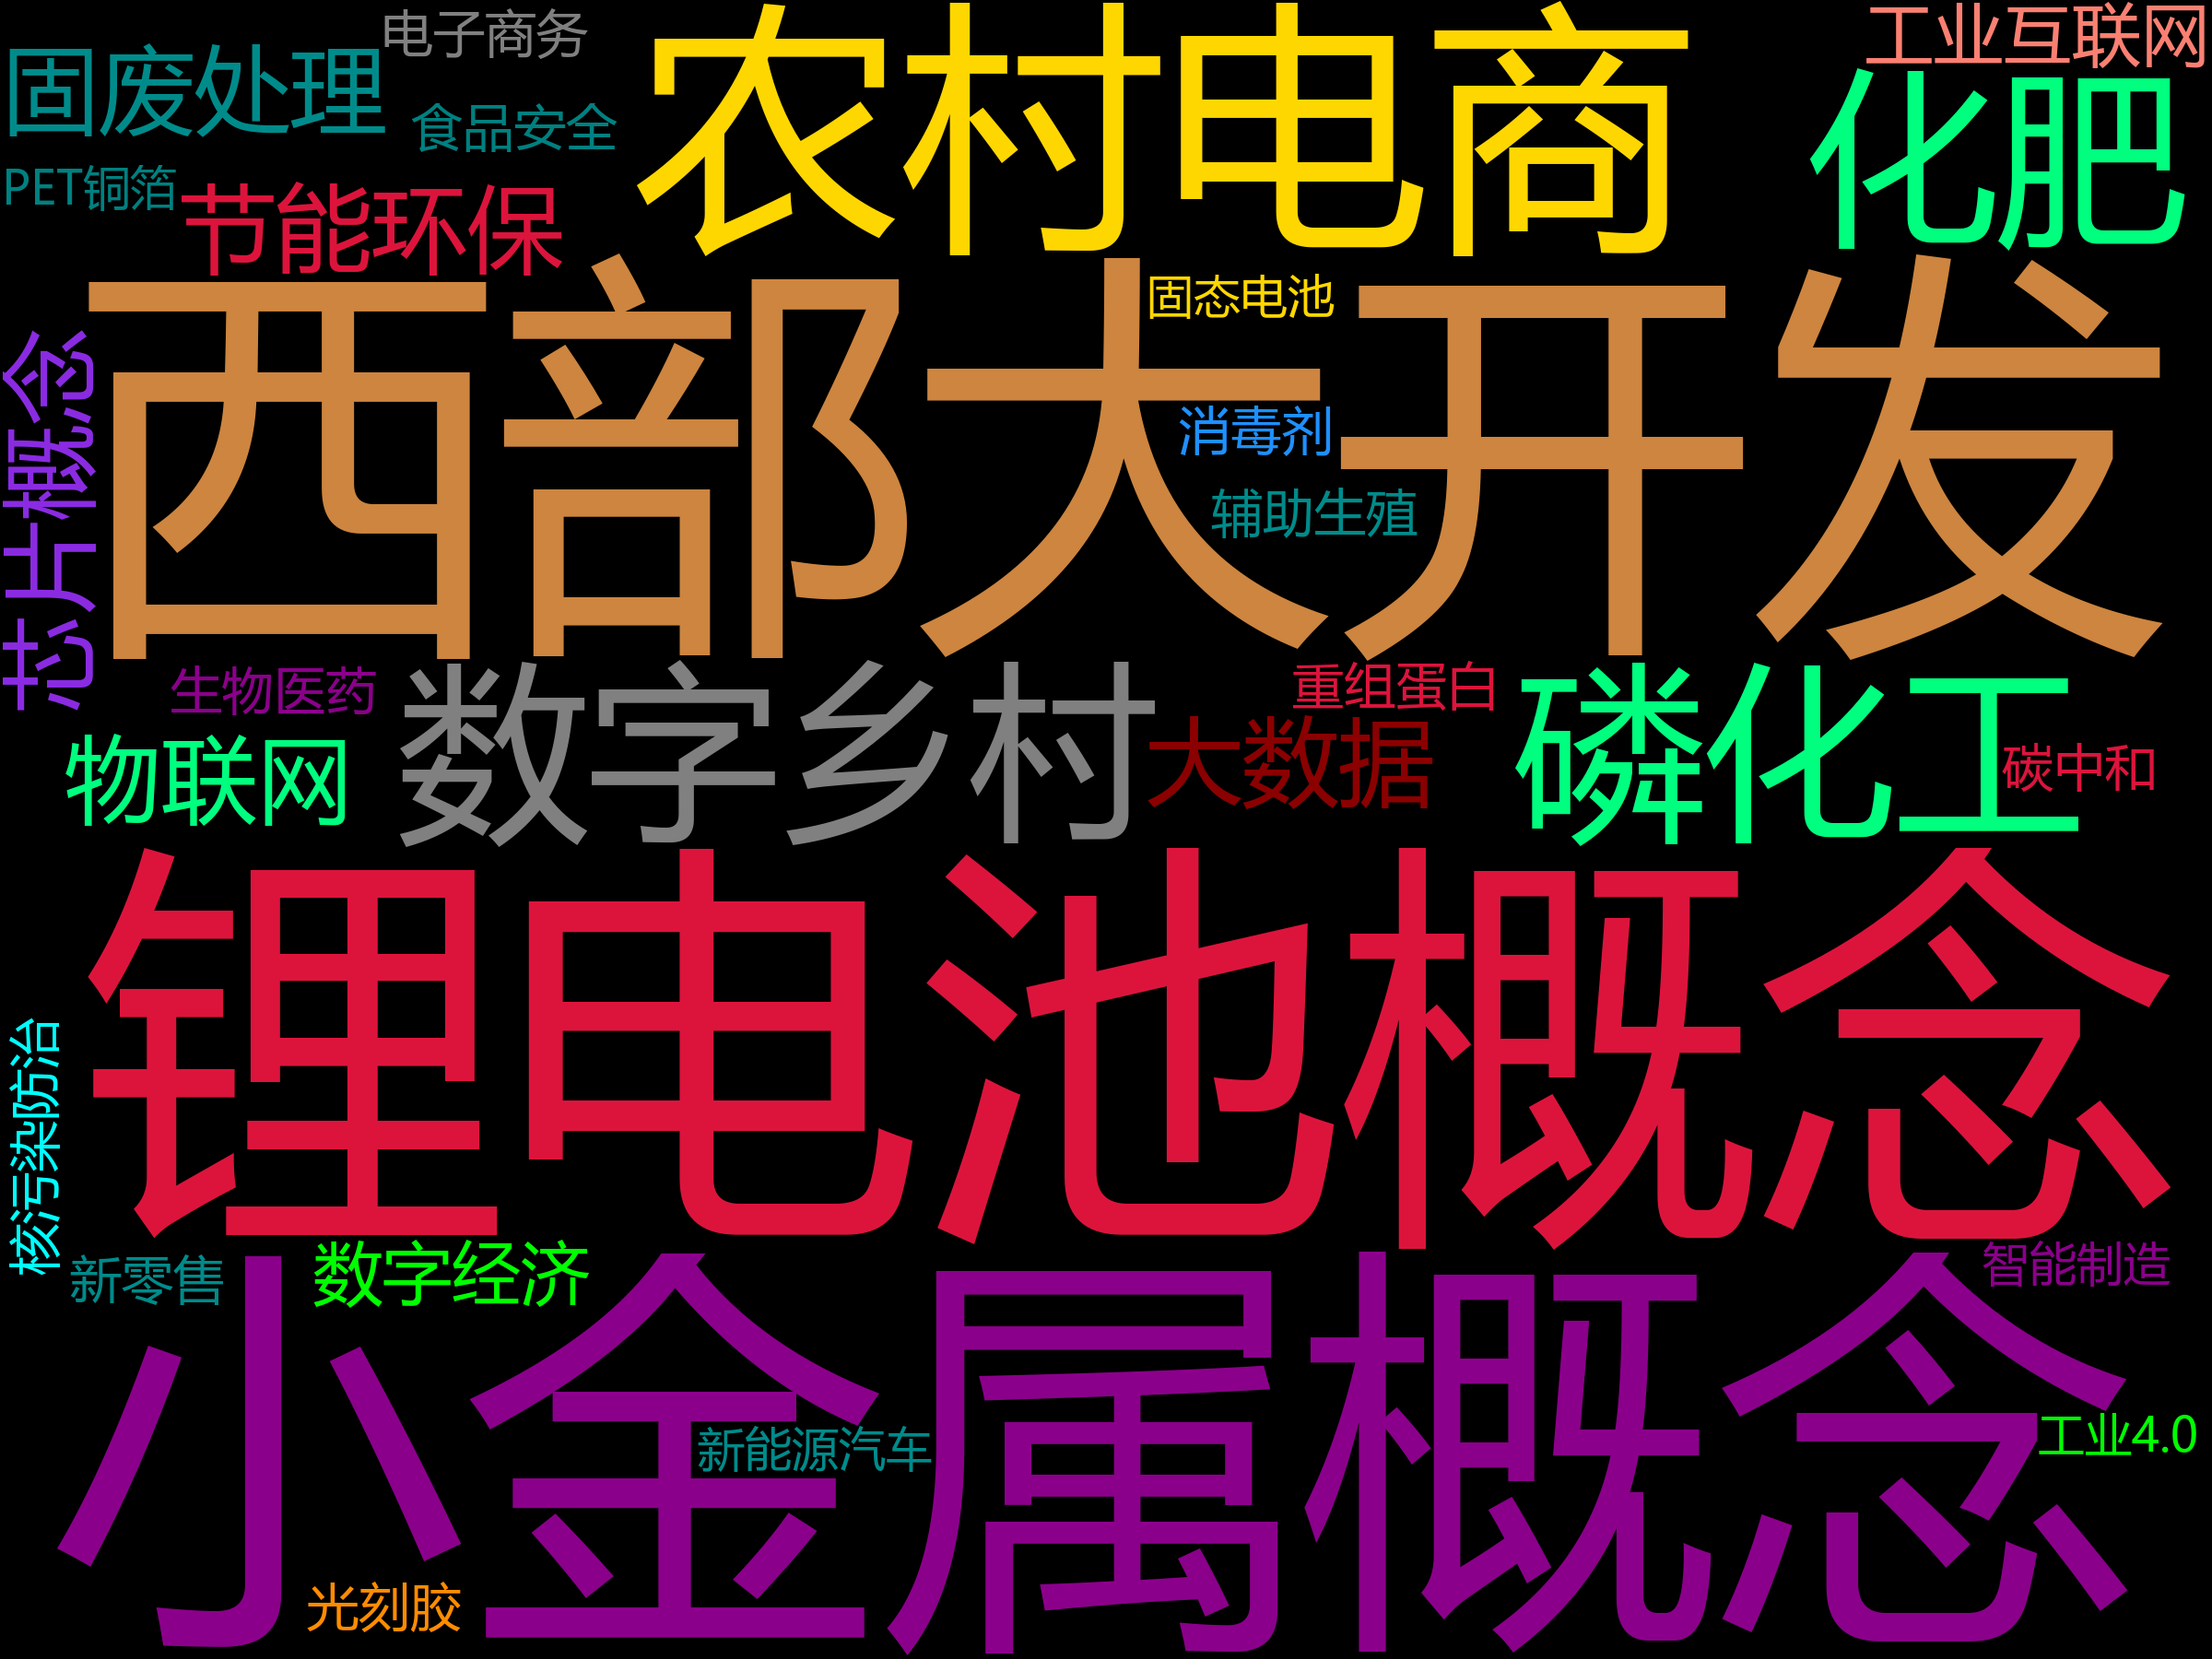 电子商务
工业互联网
固废处理
食品安全
农村电商
化肥
PET铜箔
节能环保
固态电池
西部大开发
芯片概念
消毒剂
辅助生殖
生物医药
重组蛋白
物联网
数字乡村
大数据
磷化工
碳中和
锂电池概念
核污染防治
新零售
数字经济
智能制造
小金属概念
新能源汽车
工业4.0
光刻胶